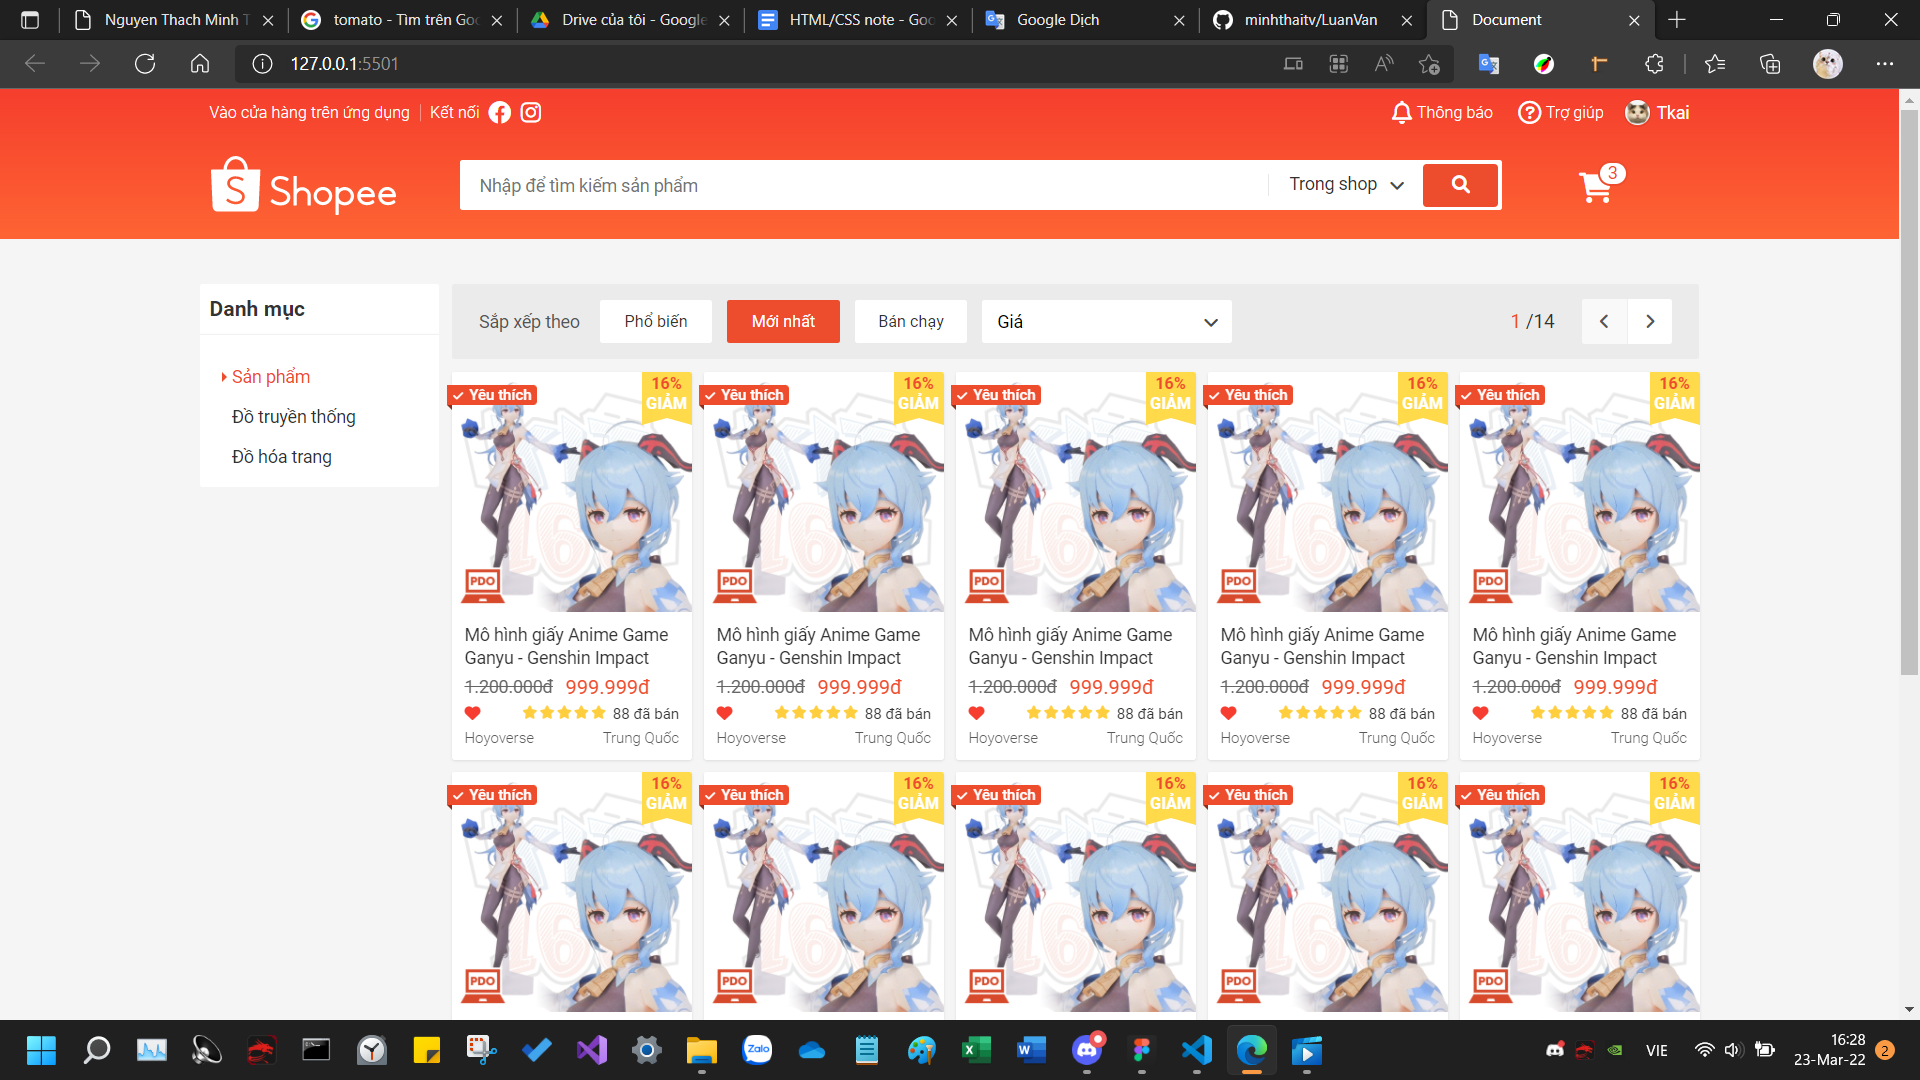 Nguyen Thach Minh T
tomato - Tìm trên Goo
Drive của tôi - Google
HTML/CSS note - Goo
Google Dịch
minhthaitv/LuanVan
Document
127.0.0.1:5501
Vào cửa hàng trên ứng dụng
Kết nối
Thông báo
Trợ giúp
Tkai
Shopee
Nhập để tìm kiếm sản phẩm
Trong shop
3
Danh mục
Sản phẩm
Đồ truyền thống
Đồ hóa trang
Sắp xếp theo
Phổ biến
Mới nhất
Bán chạy
Giá
1 /14
Yêu thích 16% GIẢM
Yêu thích 16% GIẢM
Yêu thích 16% GIẢM
Yêu thích 16% GIẢM
Yêu thích 16% GIẢM
PDO PDO PDO PDO PDO
Mô hình giấy Anime Game
Ganyu - Genshin Impact
1.200.000đ 999.999đ
88 đã bán
Hoyoverse Trung Quốc
Mô hình giấy Anime Game
Ganyu - Genshin Impact
1.200.000đ 999.999đ
88 đã bán
Hoyoverse Trung Quốc
Mô hình giấy Anime Game
Ganyu - Genshin Impact
1.200.000đ 999.999đ
88 đã bán
Hoyoverse Trung Quốc
Mô hình giấy Anime Game
Ganyu - Genshin Impact
1.200.000đ 999.999đ
88 đã bán
Hoyoverse Trung Quốc
Mô hình giấy Anime Game
Ganyu - Genshin Impact
1.200.000đ 999.999đ
88 đã bán
Hoyoverse Trung Quốc
Yêu thích 16% GIẢM
Yêu thích 16% GIẢM
Yêu thích 16% GIẢM
Yêu thích 16% GIẢM
Yêu thích 16% GIẢM
PDO PDO PDO PDO PDO
Zalo
VIE
16:28
23-Mar-22
2